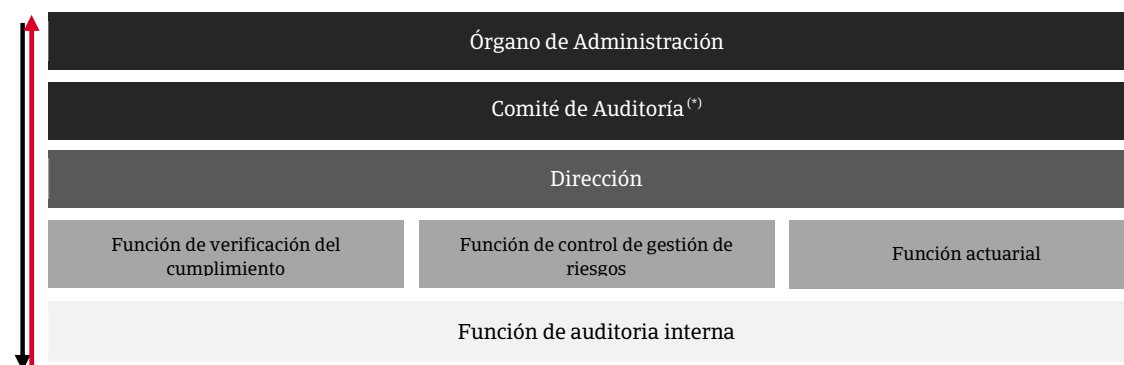 Órgano de Administración
Comité de Auditoría (*)
Dirección
Función de verificación del
cumplimiento
Función de control de gestión de
riesgos
Función actuarial
Función de auditoria interna